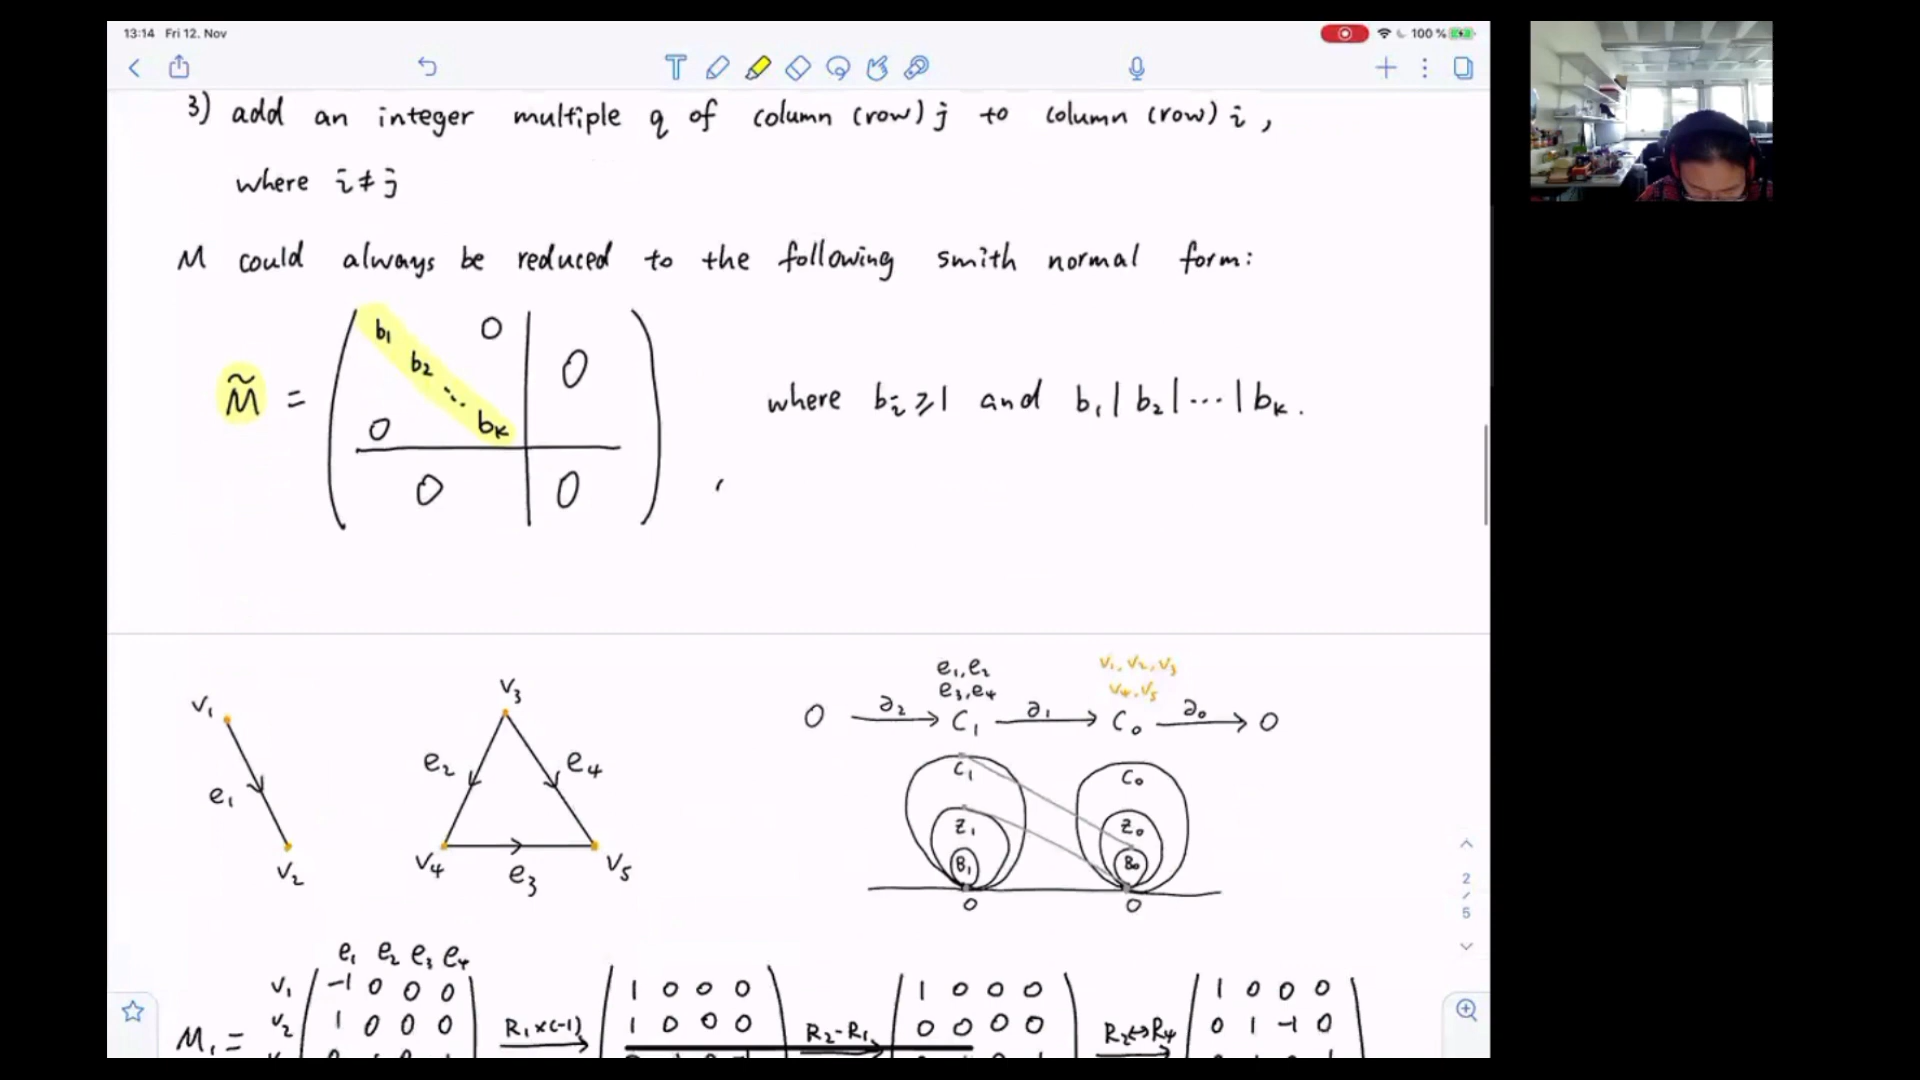 13:14 Fri 12. Nov
100 %
3) add an integer multiple q of column (row) j to column (row) i,
where i≠j
M could always be reduced to the following smith normal form:
M̃ = ( b₁ 0 | 0
b₂
⋱
0 bₖ
0 | 0 ) , where bᵢ ⩾ 1 and b₁ | b₂ | ⋯ | bₖ .
v₁ e₁ v₂
v₃ e₂ e₄ v₄ e₃ v₅
e₁, e₂ v₁, v₂, v₃
e₃, e₄ v₄, v₅
0 —∂₂→ C₁ —∂₁→ C₀ —∂₀→ 0
C₁ C₀
Z₁ Z₀
B₁ B₀
0 0
2
/
5
e₁ e₂ e₃ e₄
v₁ -1 0 0 0 1 0 0 0 1 0 0 0 1 0 0 0
M₁ = v₂ 1 0 0 0 R₁×(-1) 1 0 0 0 R₂-R₁ 0 0 0 0 R₂↔R₄ 0 1 -1 0